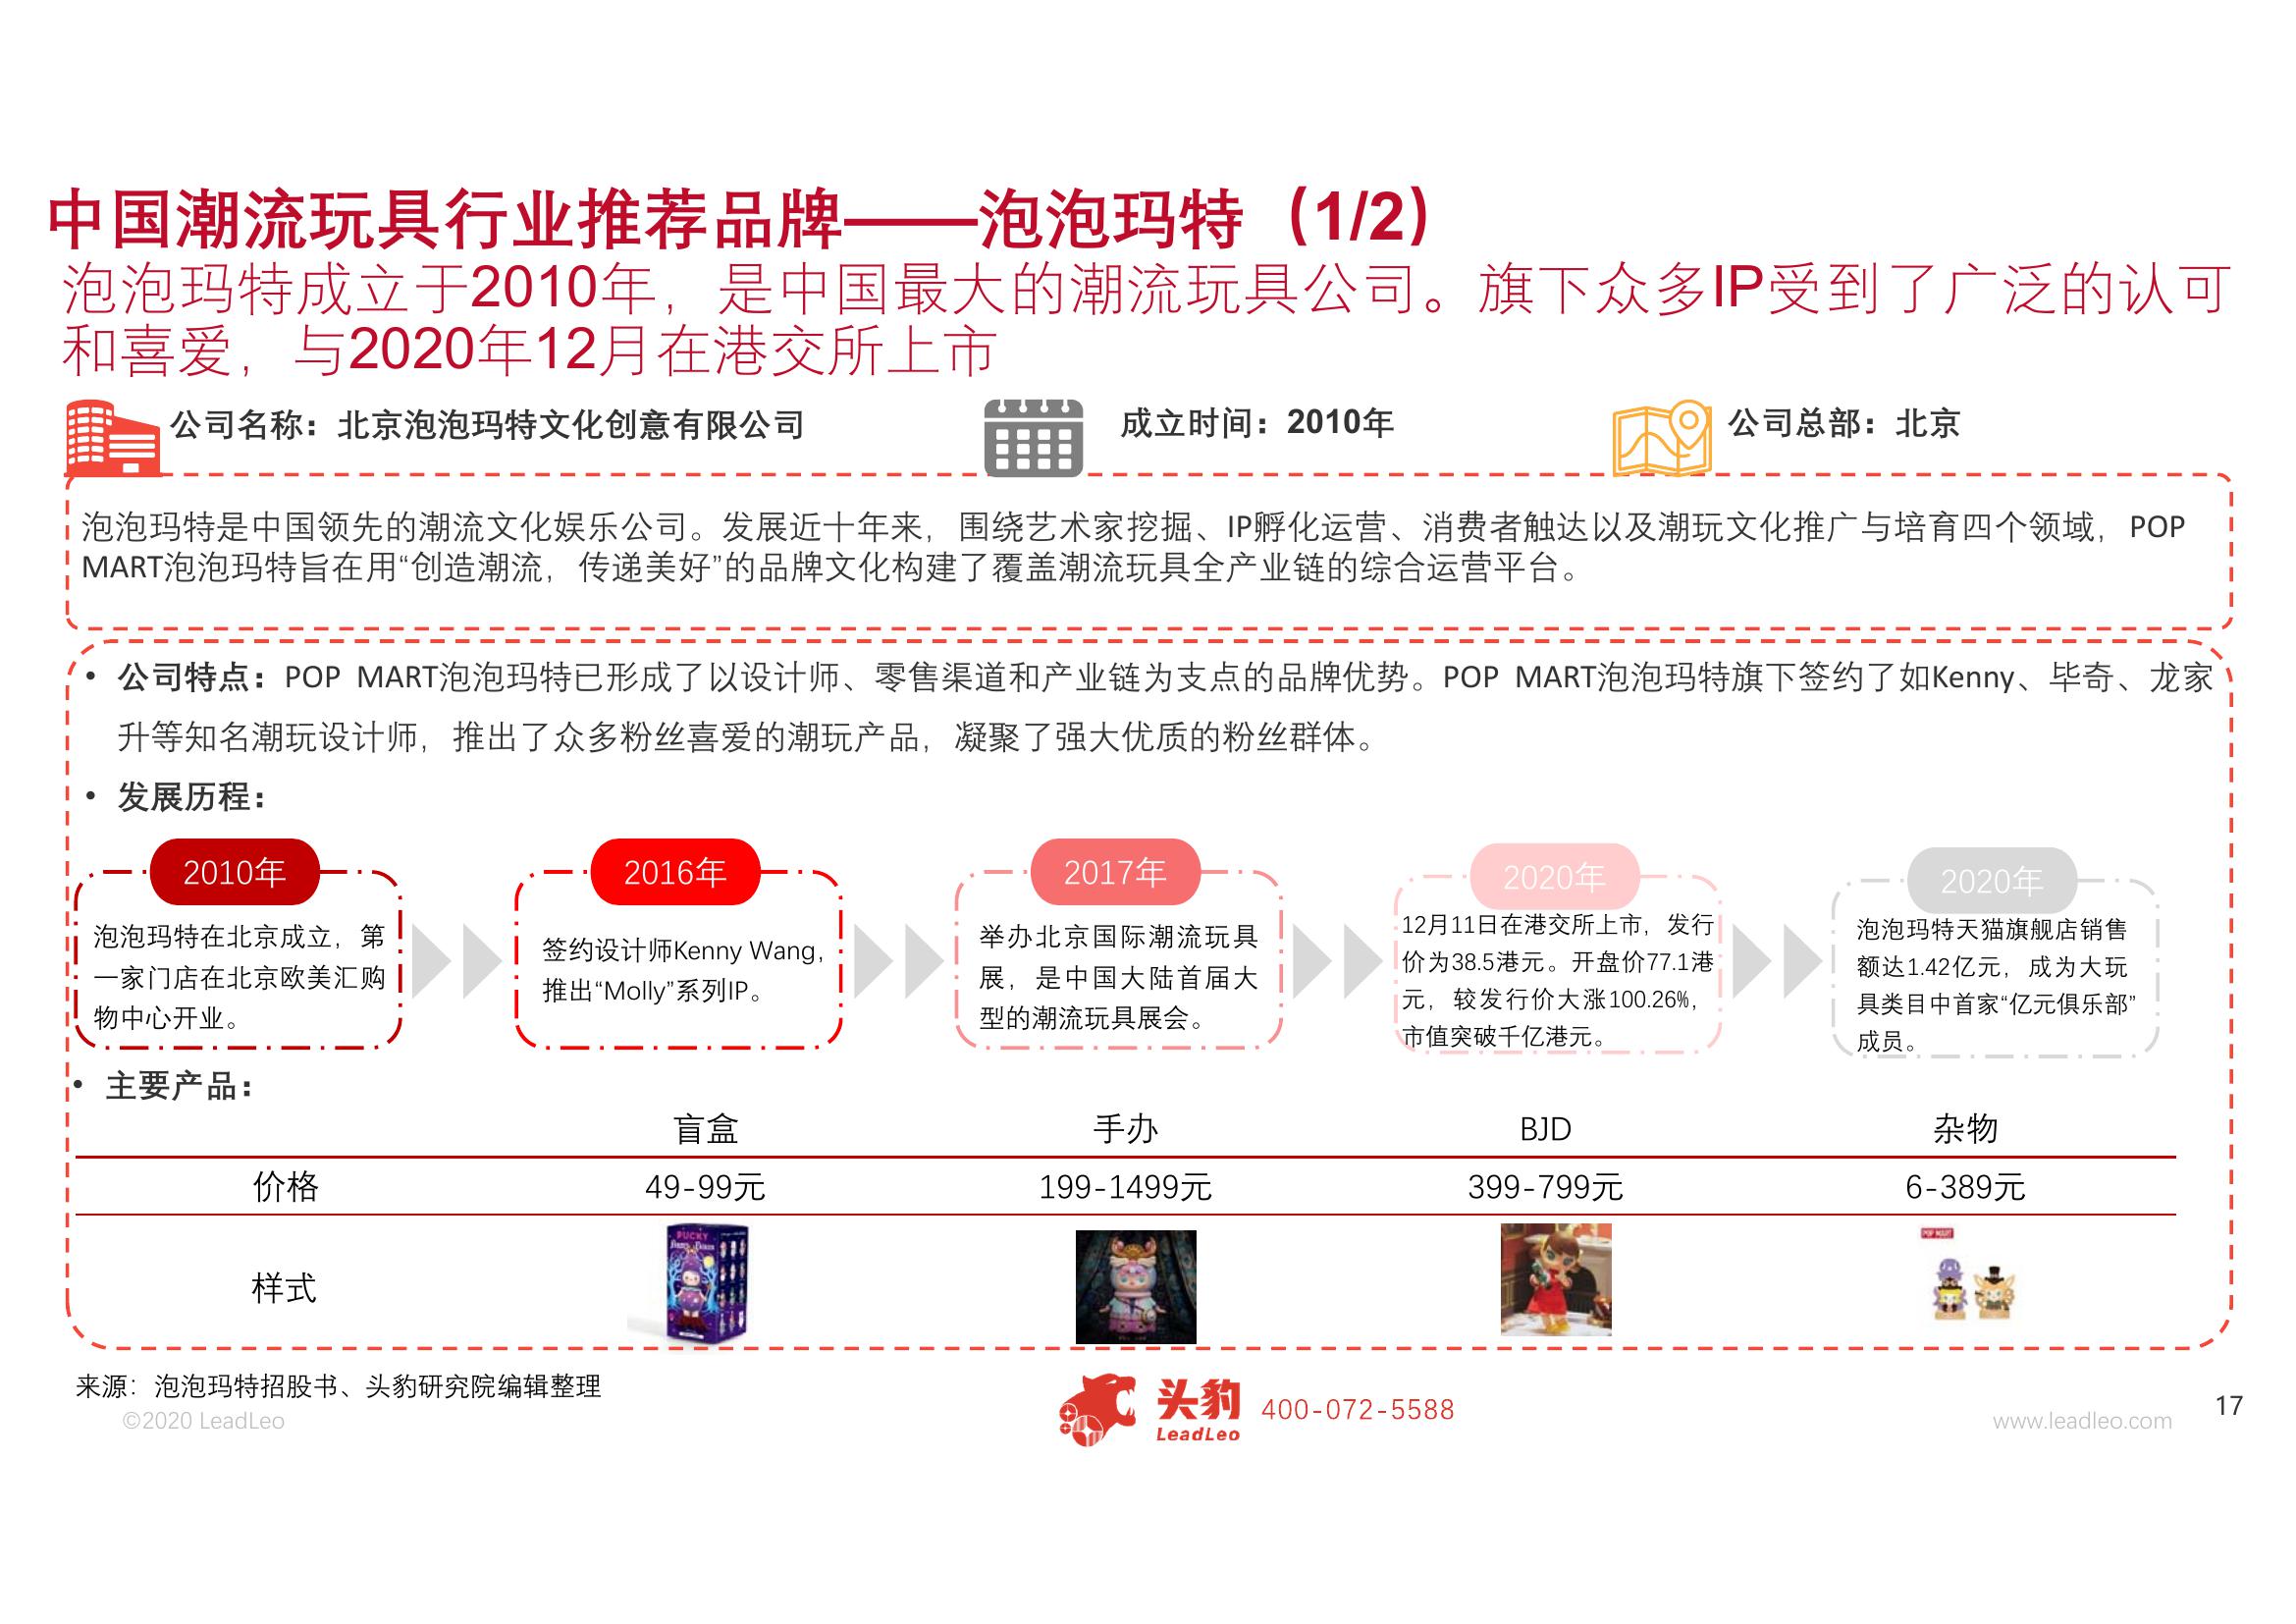 中国潮流玩具行业推荐品牌——泡泡玛特（1/2）
泡泡玛特成立于2010年，是中国最大的潮流玩具公司。旗下众多IP受到了广泛的认可
和喜爱，与2020年12月在港交所上市
公司名称：北京泡泡玛特文化创意有限公司
成立时间：2010年
公司总部：北京
泡泡玛特是中国领先的潮流文化娱乐公司。发展近十年来，围绕艺术家挖掘、IP孵化运营、消费者触达以及潮玩文化推广与培育四个领域，POP
MART泡泡玛特旨在用“创造潮流，传递美好”的品牌文化构建了覆盖潮流玩具全产业链的综合运营平台。
• 公司特点：POP MART泡泡玛特已形成了以设计师、零售渠道和产业链为支点的品牌优势。POP MART泡泡玛特旗下签约了如Kenny、毕奇、龙家
升等知名潮玩设计师，推出了众多粉丝喜爱的潮玩产品，凝聚了强大优质的粉丝群体。
• 发展历程：
2010年
泡泡玛特在北京成立，第
一家门店在北京欧美汇购
物中心开业。
2016年
签约设计师Kenny Wang,
推出“Molly”系列IP。
2017年
举办北京国际潮流玩具
展，是中国大陆首届大
型的潮流玩具展会。
2020年
12月11日在港交所上市，发行
价为38.5港元。开盘价77.1港
元，较发行价大涨100.26%，
市值突破千亿港元。
2020年
泡泡玛特天猫旗舰店销售
额达1.42亿元，成为大玩
具类目中首家“亿元俱乐部”
成员。
• 主要产品：
盲盒 手办 BJD 杂物
价格 49-99元 199-1499元 399-799元 6-389元
样式
PUCKY
POP MART
来源：泡泡玛特招股书、头豹研究院编辑整理
©2020 LeadLeo
头豹
LeadLeo
400-072-5588
www.leadleo.com
17